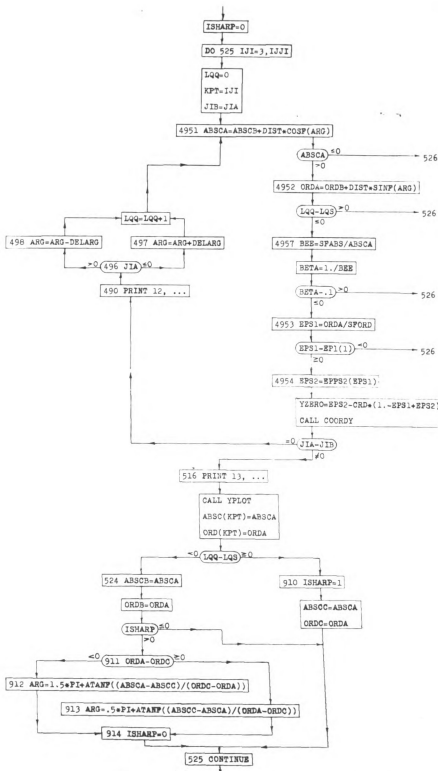 ISHARP=0
DO 525 IJI=3,IJJI
LQQ=0
KPT=IJI
JIB=JIA
4951 ABSCA=ABSCB+DIST*COSF(ARG)
ABSCA ≤0 526
>0
4952 ORDA=ORDB+DIST*SINF(ARG)
LQQ-LQS >0 526
≤0
LQQ-LQQ+1
498 ARG=ARG-DELARG
497 ARG=ARG+DELARG
4957 BEE=SFABS/ABSCA
>0 496 JIA ≤0
BETA=1./BEE
490 PRINT 12, ...
BETA-.1 >0 526
≤0
4953 EPS1=ORDA/SFORD
EPS1-EP1(1) <0 526
≥0
4954 EPS2=EPPS2(EPS1)
YZERO=EPS2-CRD*(1.-EPS1+EPS2)
CALL COORDY
=0 JIA-JIB
≠0
516 PRINT 13, ...
CALL YPLOT
ABSC(KPT)=ABSCA
ORD(KPT)=ORDA
<0 LQQ-LQS ≥0
524 ABSCB=ABSCA
910 ISHARP=1
ORDB=ORDA
ABSCC=ABSCA
ORDC=ORDA
ISHARP ≤0
>0
<0 911 ORDA-ORDC ≥0
912 ARG=1.5*PI+ATANF((ABSCA-ABSCC)/(ORDC-ORDA))
913 ARG=.5*PI+ATANF((ABSCC-ABSCA)/(ORDA-ORDC))
914 ISHARP=0
525 CONTINUE